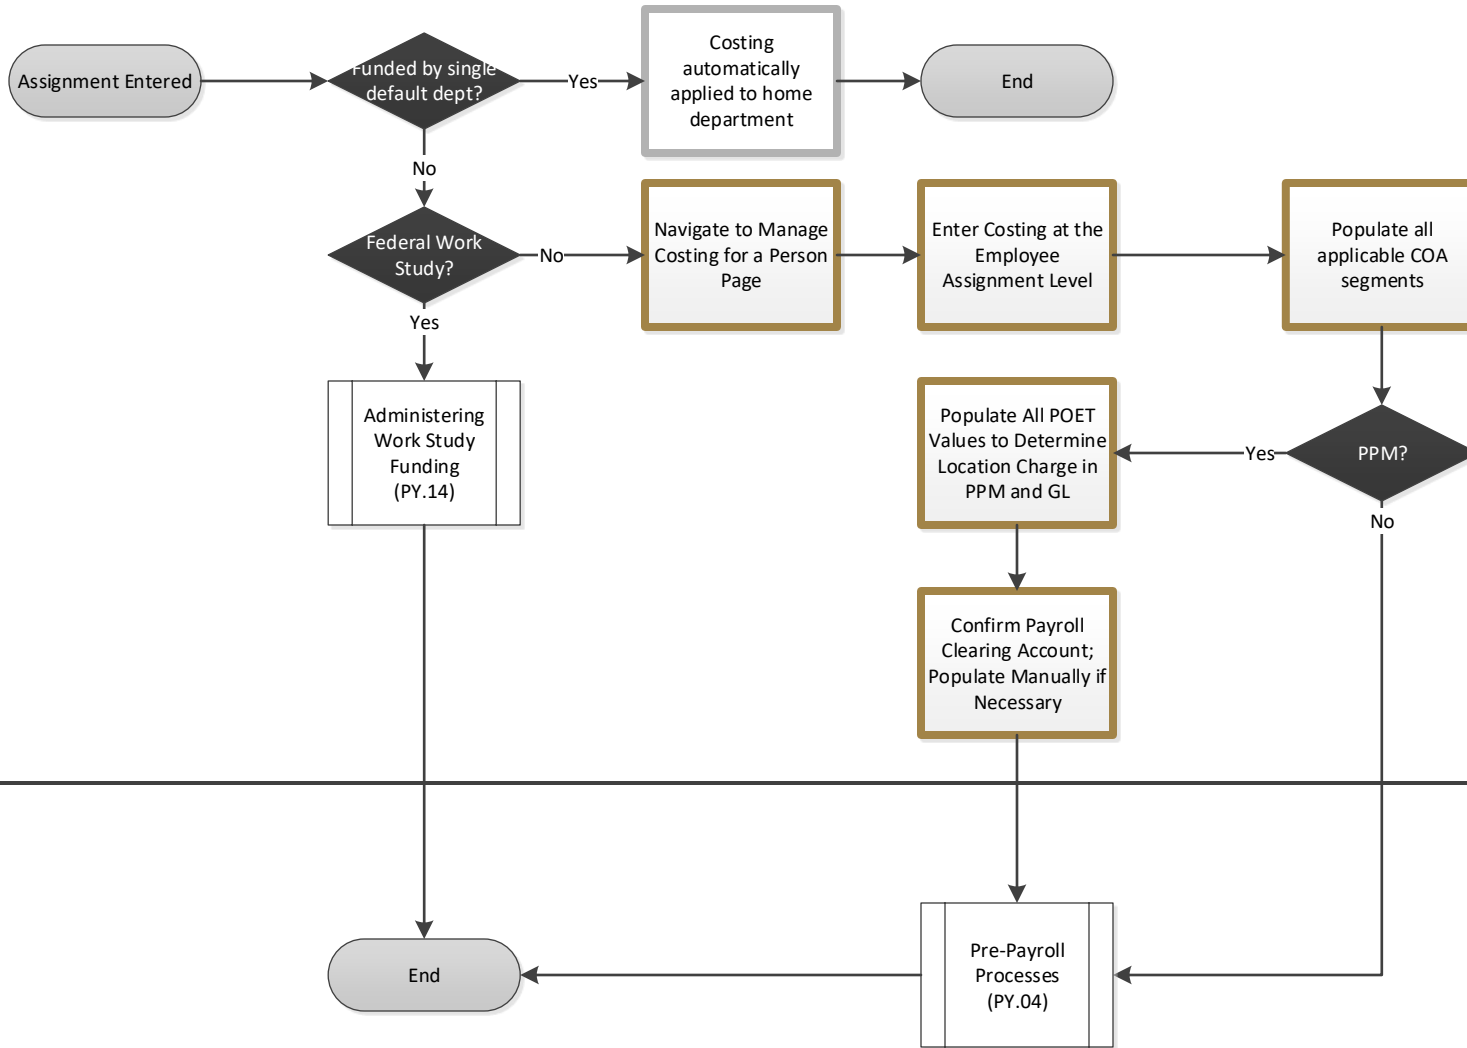 Assignment Entered
Funded by single
default dept?
Yes
Costing
automatically
applied to home
department
End
No
Federal Work
Study?
No
Navigate to Manage
Costing for a Person
Page
Enter Costing at the
Employee
Assignment Level
Populate all
applicable COA
segments
Yes
Administering
Work Study
Funding
(PY.14)
Populate All POET
Values to Determine
Location Charge in
PPM and GL
Yes
PPM?
No
Confirm Payroll
Clearing Account;
Populate Manually if
Necessary
End
Pre-Payroll
Processes
(PY.04)